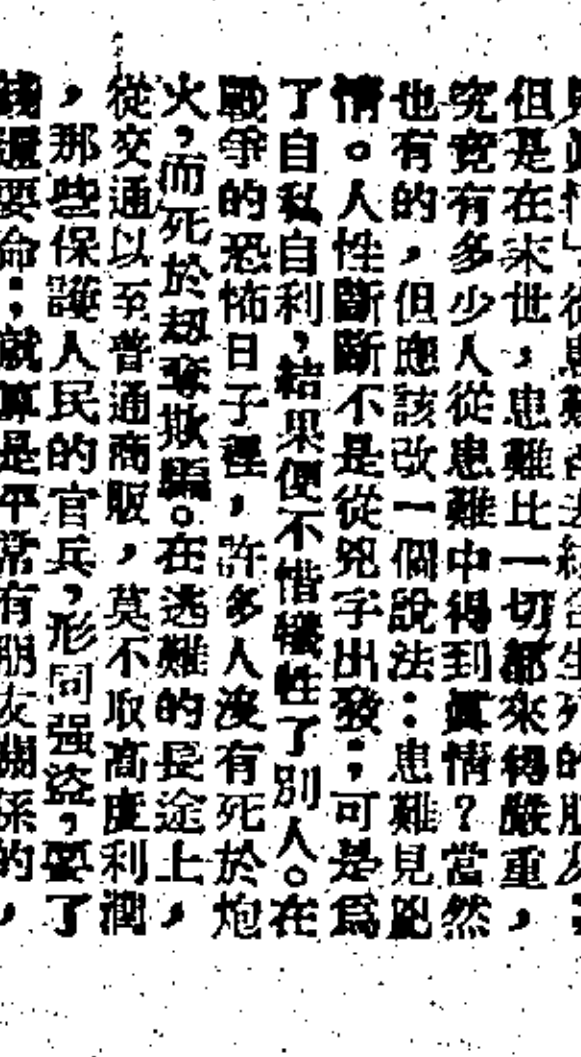 但是在末世，患難比一切都來得嚴重，
究竟有多少人從患難中得到眞情？當然
也有的，但應該改一個說法：患難見兇
情。人性斷斷不是從兇字出發；可是爲
了自私自利，結果便不惜犧牲了別人。在
戰爭的恐怖日子裡，許多人沒有死於炮
火，而死於刼奪欺騙。在逃難的長途上，
從交通以至普通商販，莫不取高度利潤
，那些保護人民的官兵，形同强盜，要了
錢還要命；就算是平常有朋友關係的，